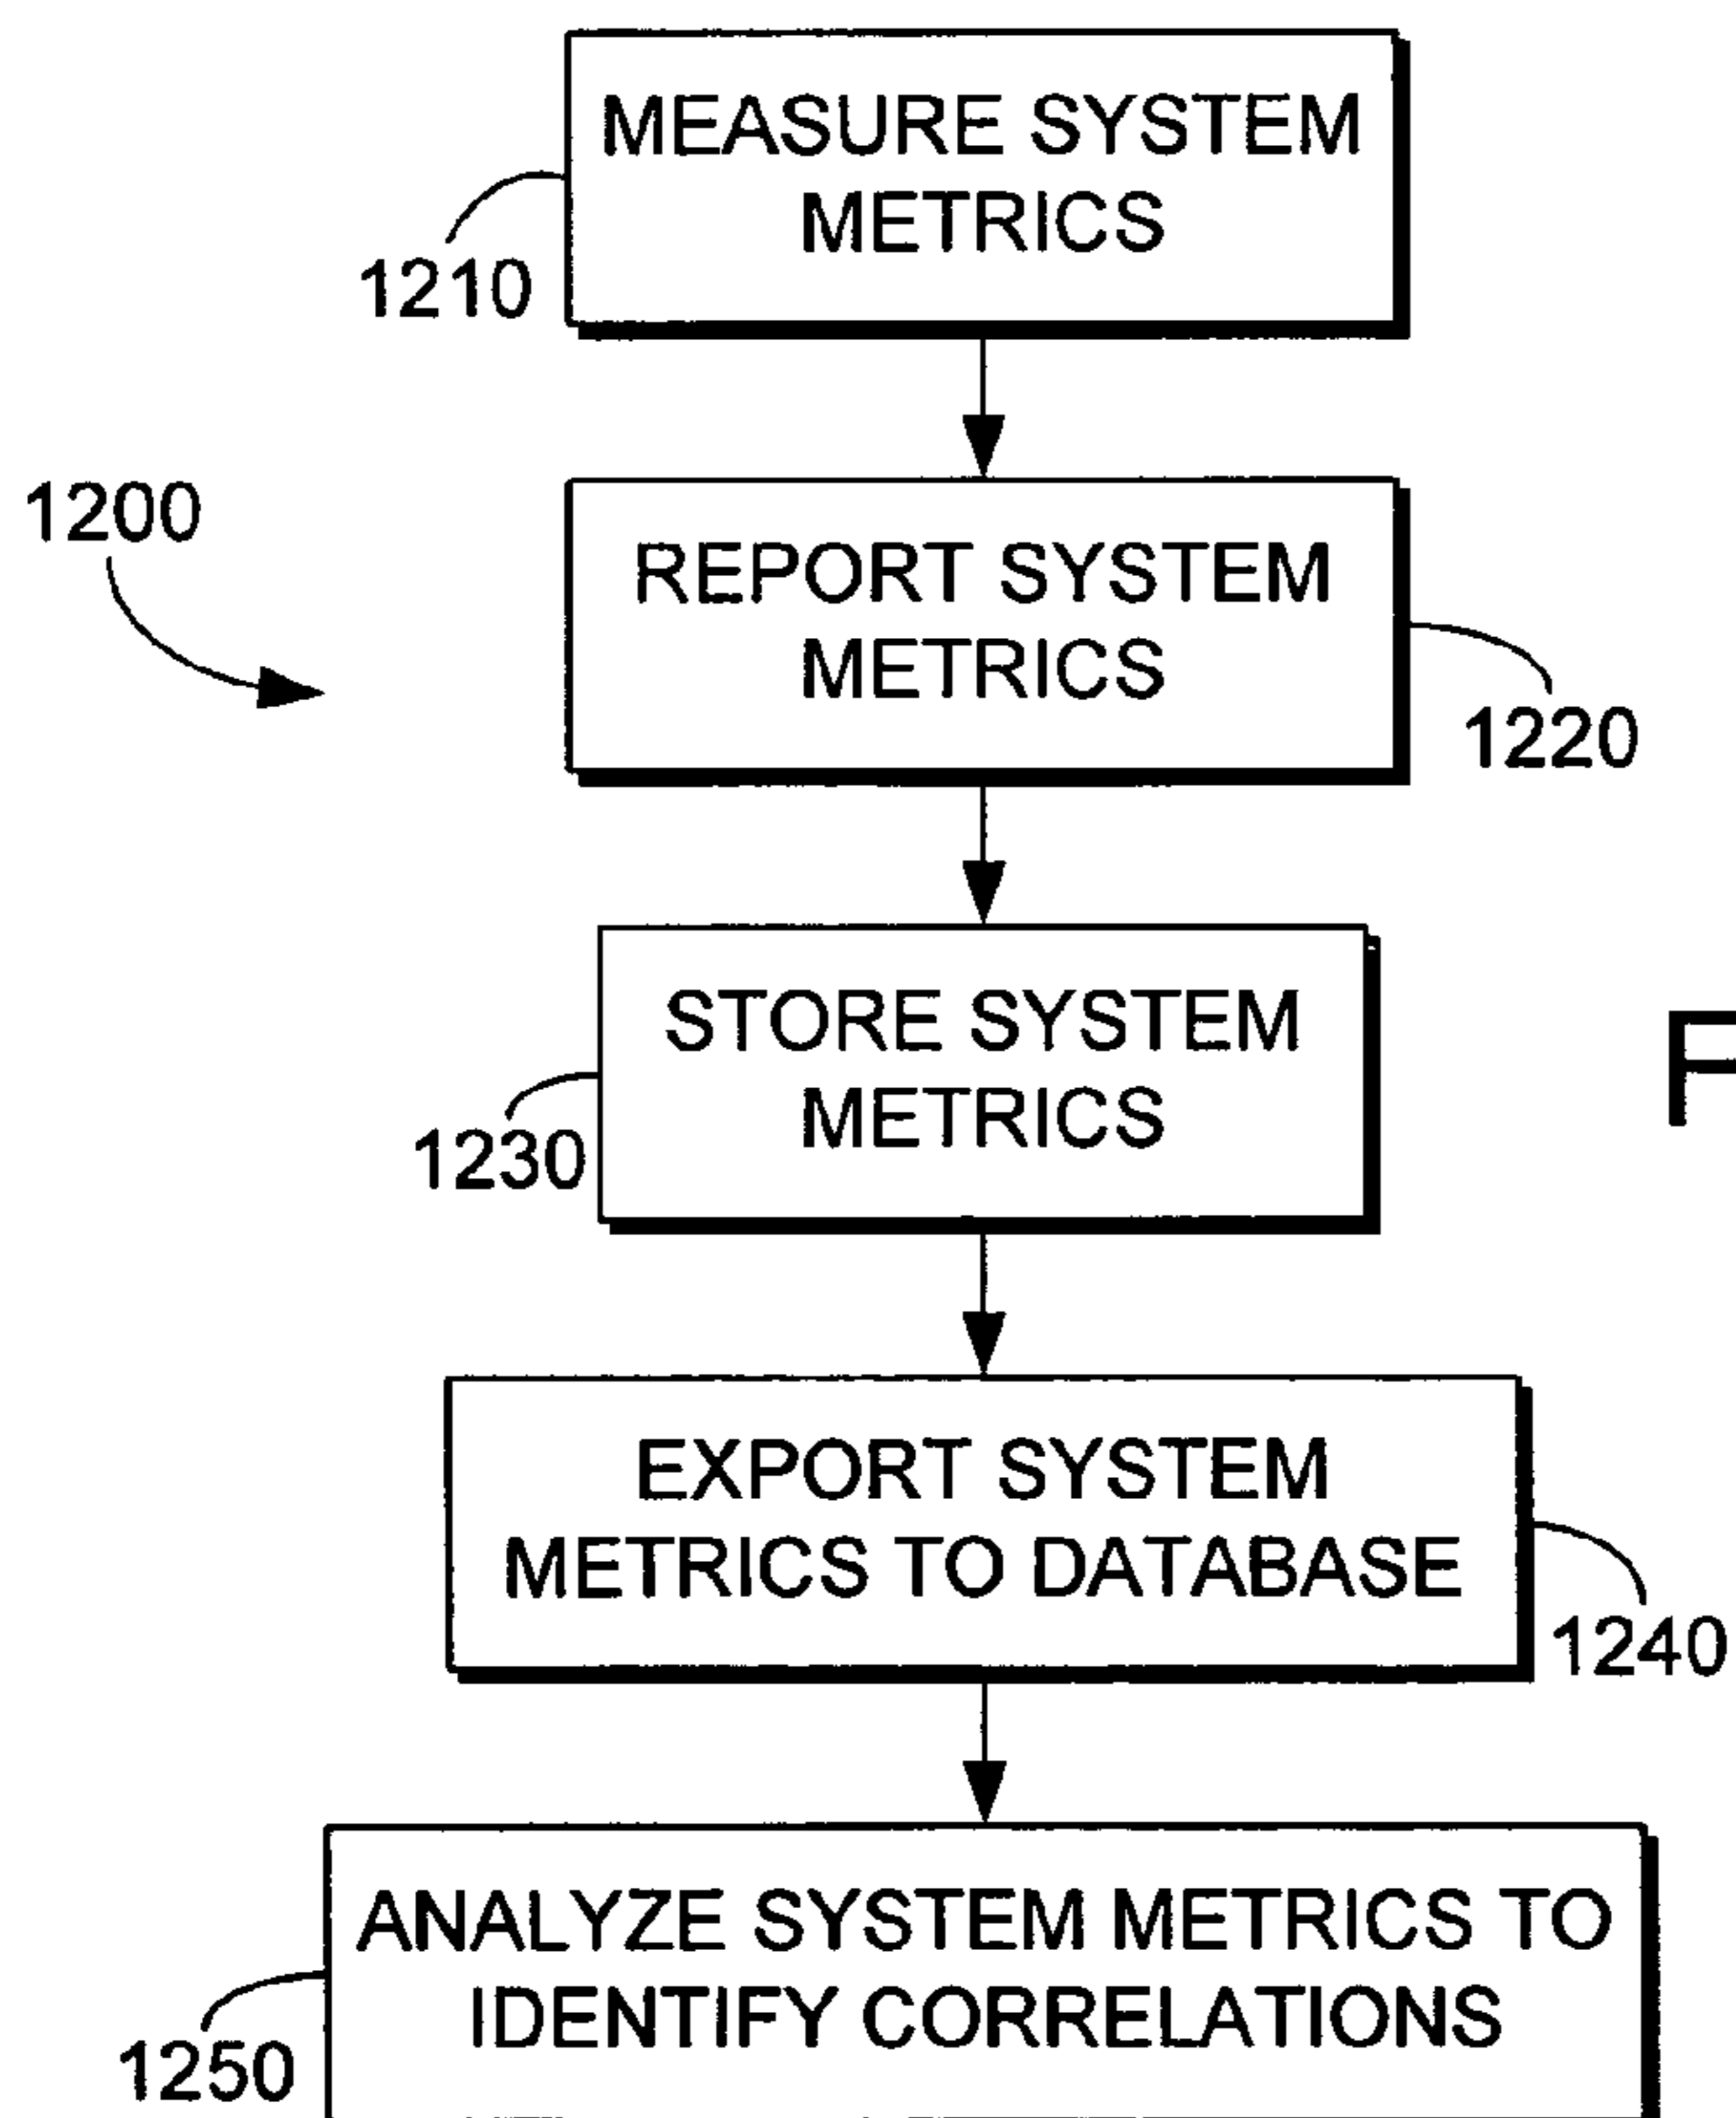 MEASURE SYSTEM
METRICS
1210
1200
REPORT SYSTEM
METRICS
1220
STORE SYSTEM
METRICS
1230
EXPORT SYSTEM
METRICS TO DATABASE
1240
ANALYZE SYSTEM METRICS TO
IDENTIFY CORRELATIONS
1250